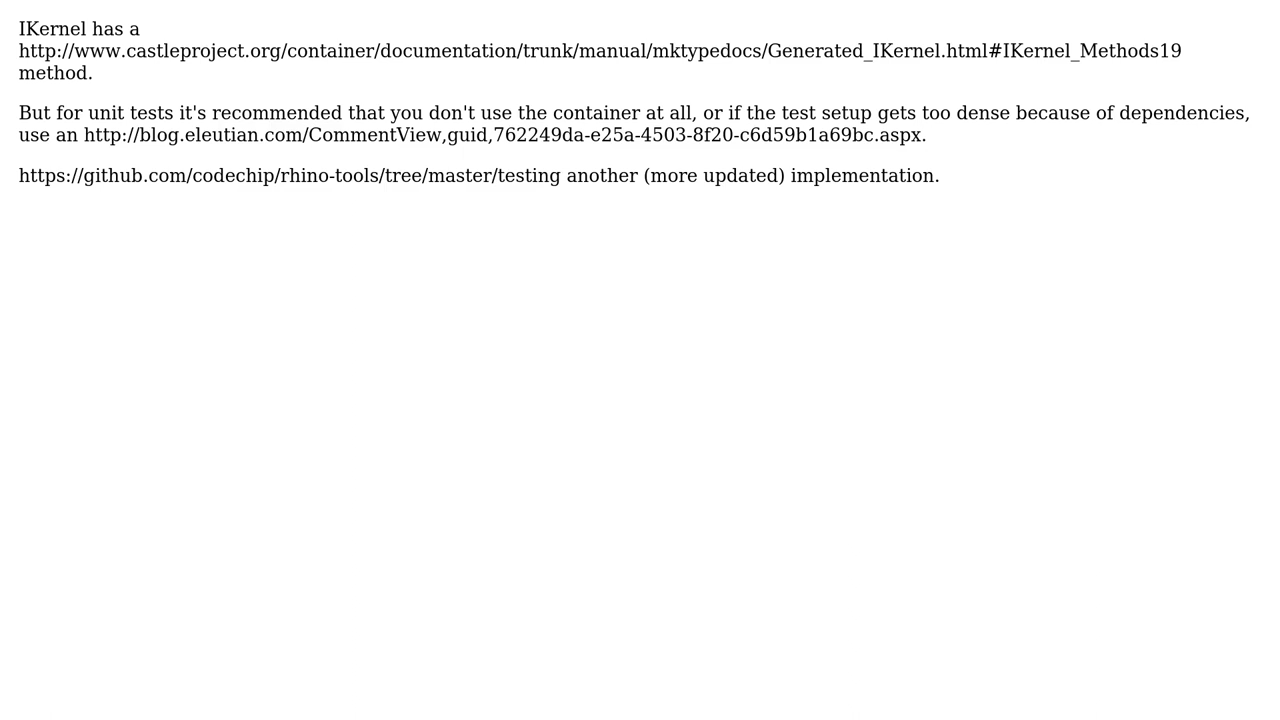 IKernel has a
http://www.castleproject.org/container/documentation/trunk/manual/mktypedocs/Generated_IKernel.html#IKernel_Methods19
method.
But for unit tests it's recommended that you don't use the container at all, or if the test setup gets too dense because of dependencies,
use an http://blog.eleutian.com/CommentView,guid,762249da-e25a-4503-8f20-c6d59b1a69bc.aspx.
https://github.com/codechip/rhino-tools/tree/master/testing another (more updated) implementation.